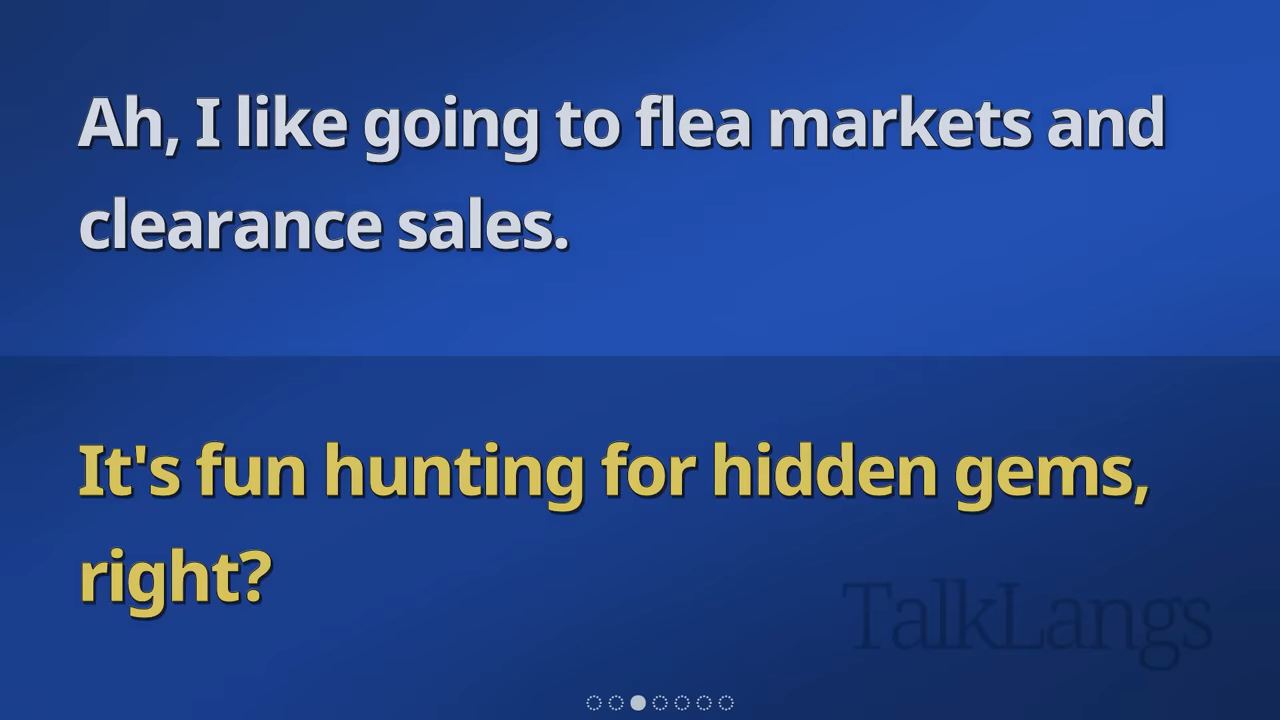 Ah, I like going to flea markets and
clearance sales.
It's fun hunting for hidden gems,
right?
TalkLangs